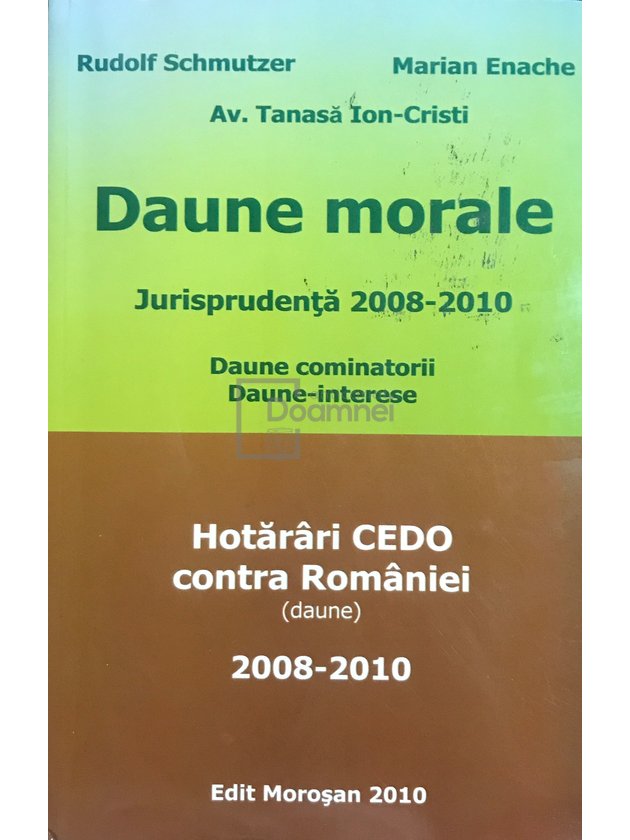 Rudolf Schmutzer
Marian Enache
Av. Tanasă Ion-Cristi
Daune morale
Jurisprudenţă 2008-2010
Daune cominatorii
Daune-interese
Doamnei
Hotărâri CEDO
contra României
(daune)
2008-2010
Edit Moroşan 2010